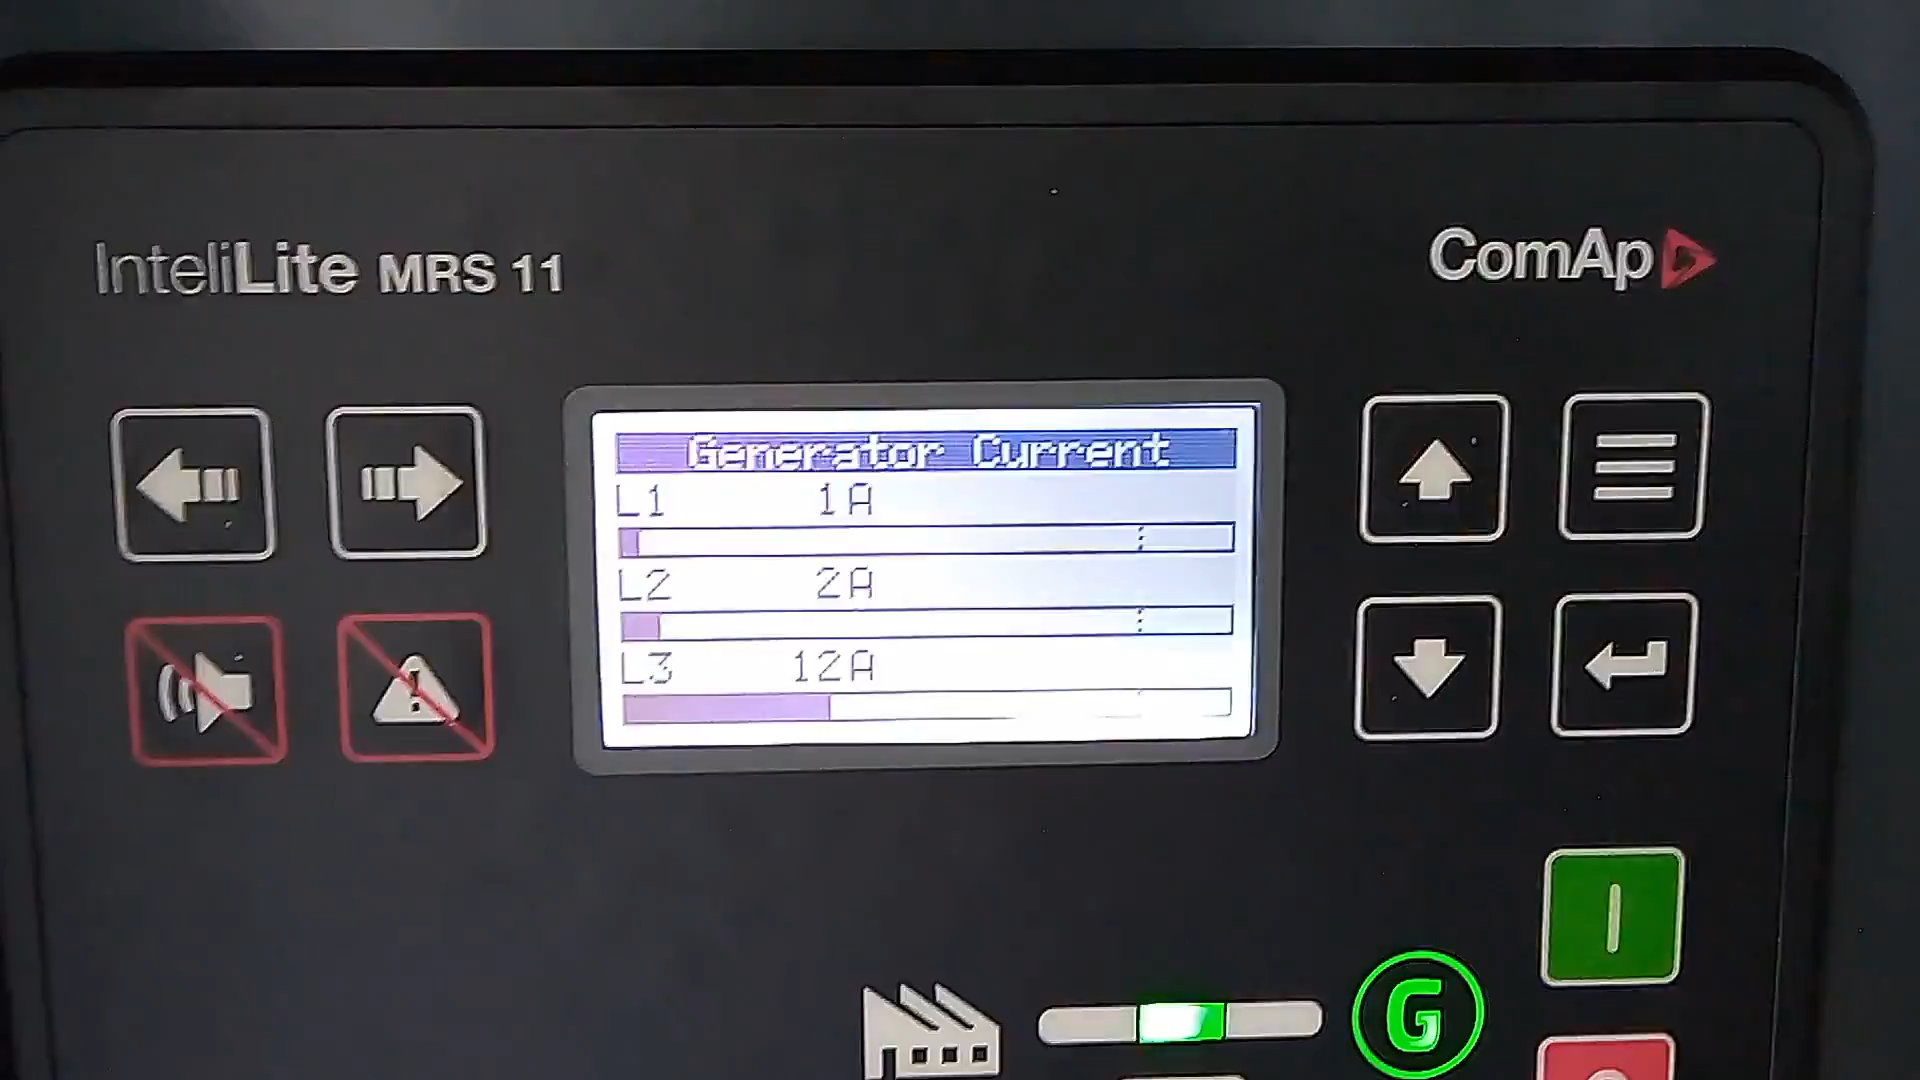 InteliLite MRS 11
ComAp
Generator Current
L1 1A
L2 2A
L3 12A
G